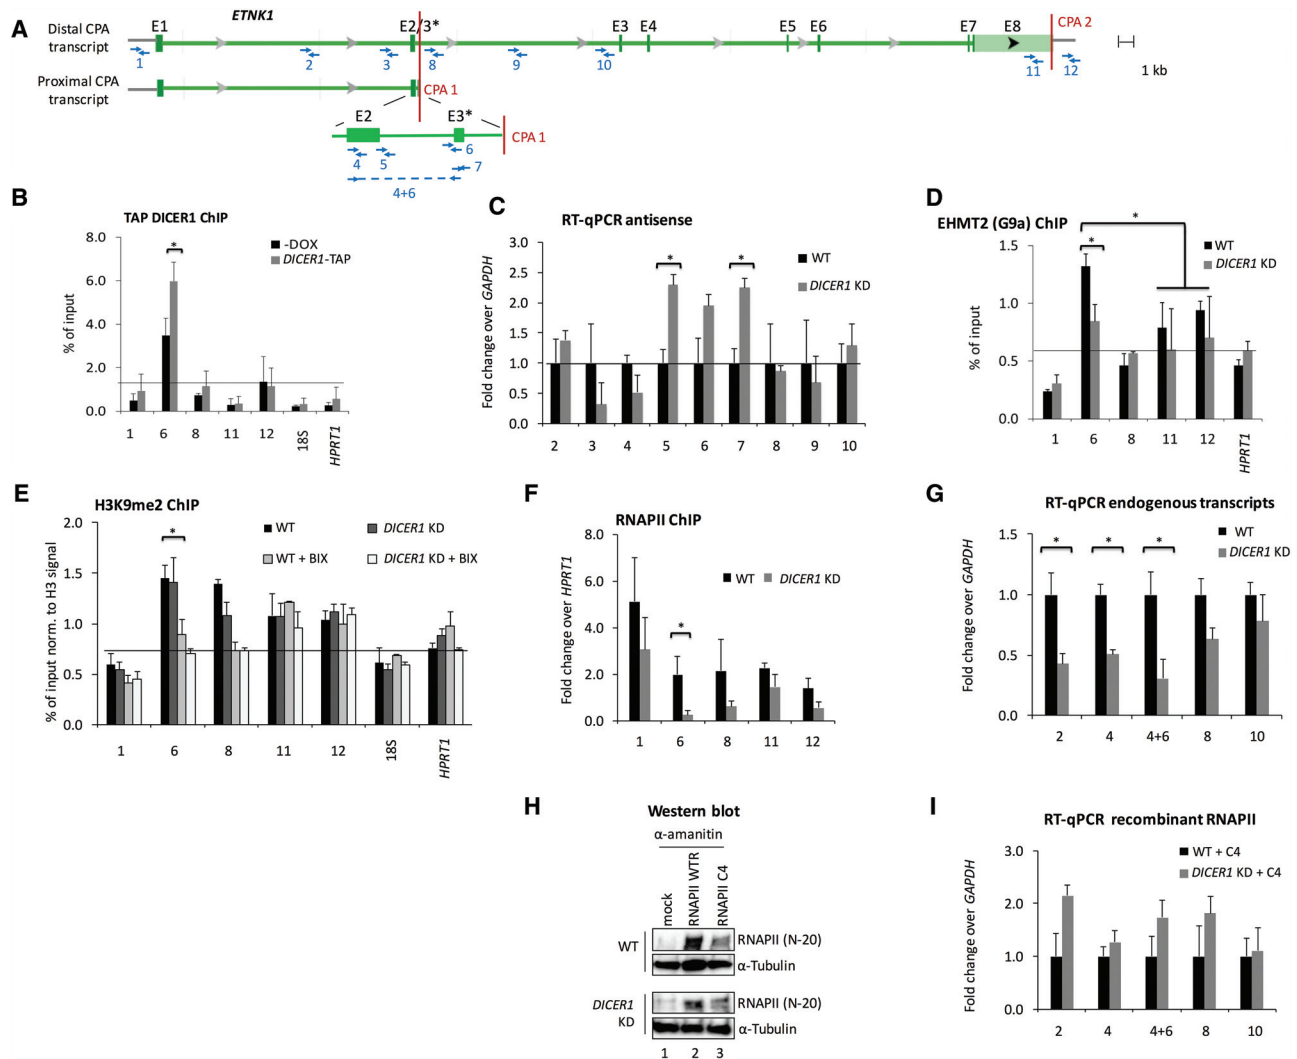 A
ETNK1
Distal CPA
transcript
E1
E2/3*
E3
E4
E5
E6
E7
E8
CPA 2
1
2
3
8
9
10
11
12
1 kb
Proximal CPA
transcript
CPA 1
E2
E3*
CPA 1
4
5
6
7
4+6
B
TAP DICER1 ChIP
-DOX
DICER1-TAP
*
% of input
8.0
6.0
4.0
2.0
0.0
1
6
8
11
12
18S
HPRT1
C
RT-qPCR antisense
WT
DICER1 KD
*
*
Fold change over GAPDH
3.0
2.5
2.0
1.5
1.0
0.5
0.0
2
3
4
5
6
7
8
9
10
D
EHMT2 (G9a) ChIP
*
*
WT
DICER1 KD
% of input
1.5
1.0
0.5
0.0
1
6
8
11
12
HPRT1
E
H3K9me2 ChIP
WT
DICER1 KD
WT + BIX
DICER1 KD + BIX
*
% of input norm. to H3 signal
2.0
1.5
1.0
0.5
0.0
1
6
8
11
12
18S
HPRT1
F
RNAPII ChIP
WT
DICER1 KD
*
Fold change over HPRT1
8.0
6.0
4.0
2.0
0.0
1
6
8
11
12
G
RT-qPCR endogenous transcripts
WT
DICER1 KD
*
*
*
Fold change over GAPDH
1.5
1.0
0.5
0.0
2
4
4+6
8
10
H
Western blot
α-amanitin
mock
RNAPII WTR
RNAPII C4
WT
RNAPII (N-20)
α-Tubulin
DICER1
KD
RNAPII (N-20)
α-Tubulin
1
2
3
I
RT-qPCR recombinant RNAPII
WT + C4
DICER1 KD + C4
Fold change over GAPDH
3.0
2.0
1.0
0.0
2
4
4+6
8
10